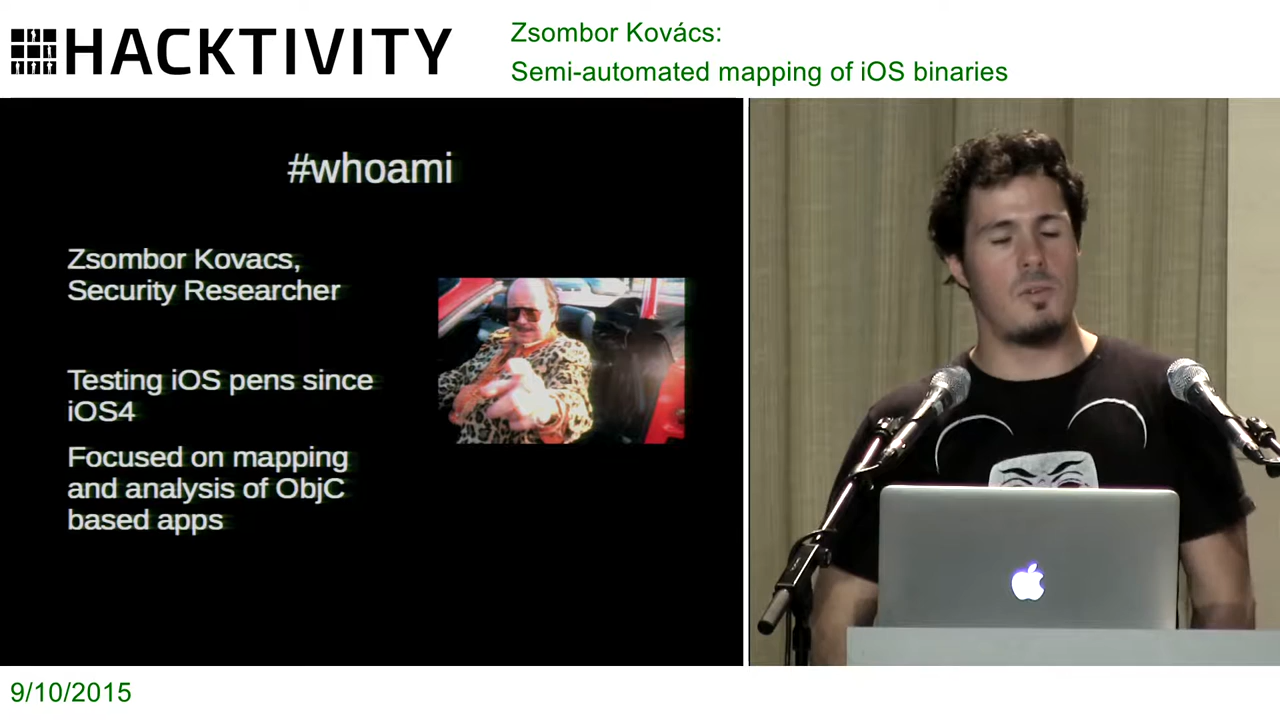 HACKTIVITY
Zsombor Kovács:
Semi-automated mapping of iOS binaries
#whoami
Zsombor Kovacs,
Security Researcher
Testing iOS pens since
iOS4
Focused on mapping
and analysis of ObjC
based apps
9/10/2015